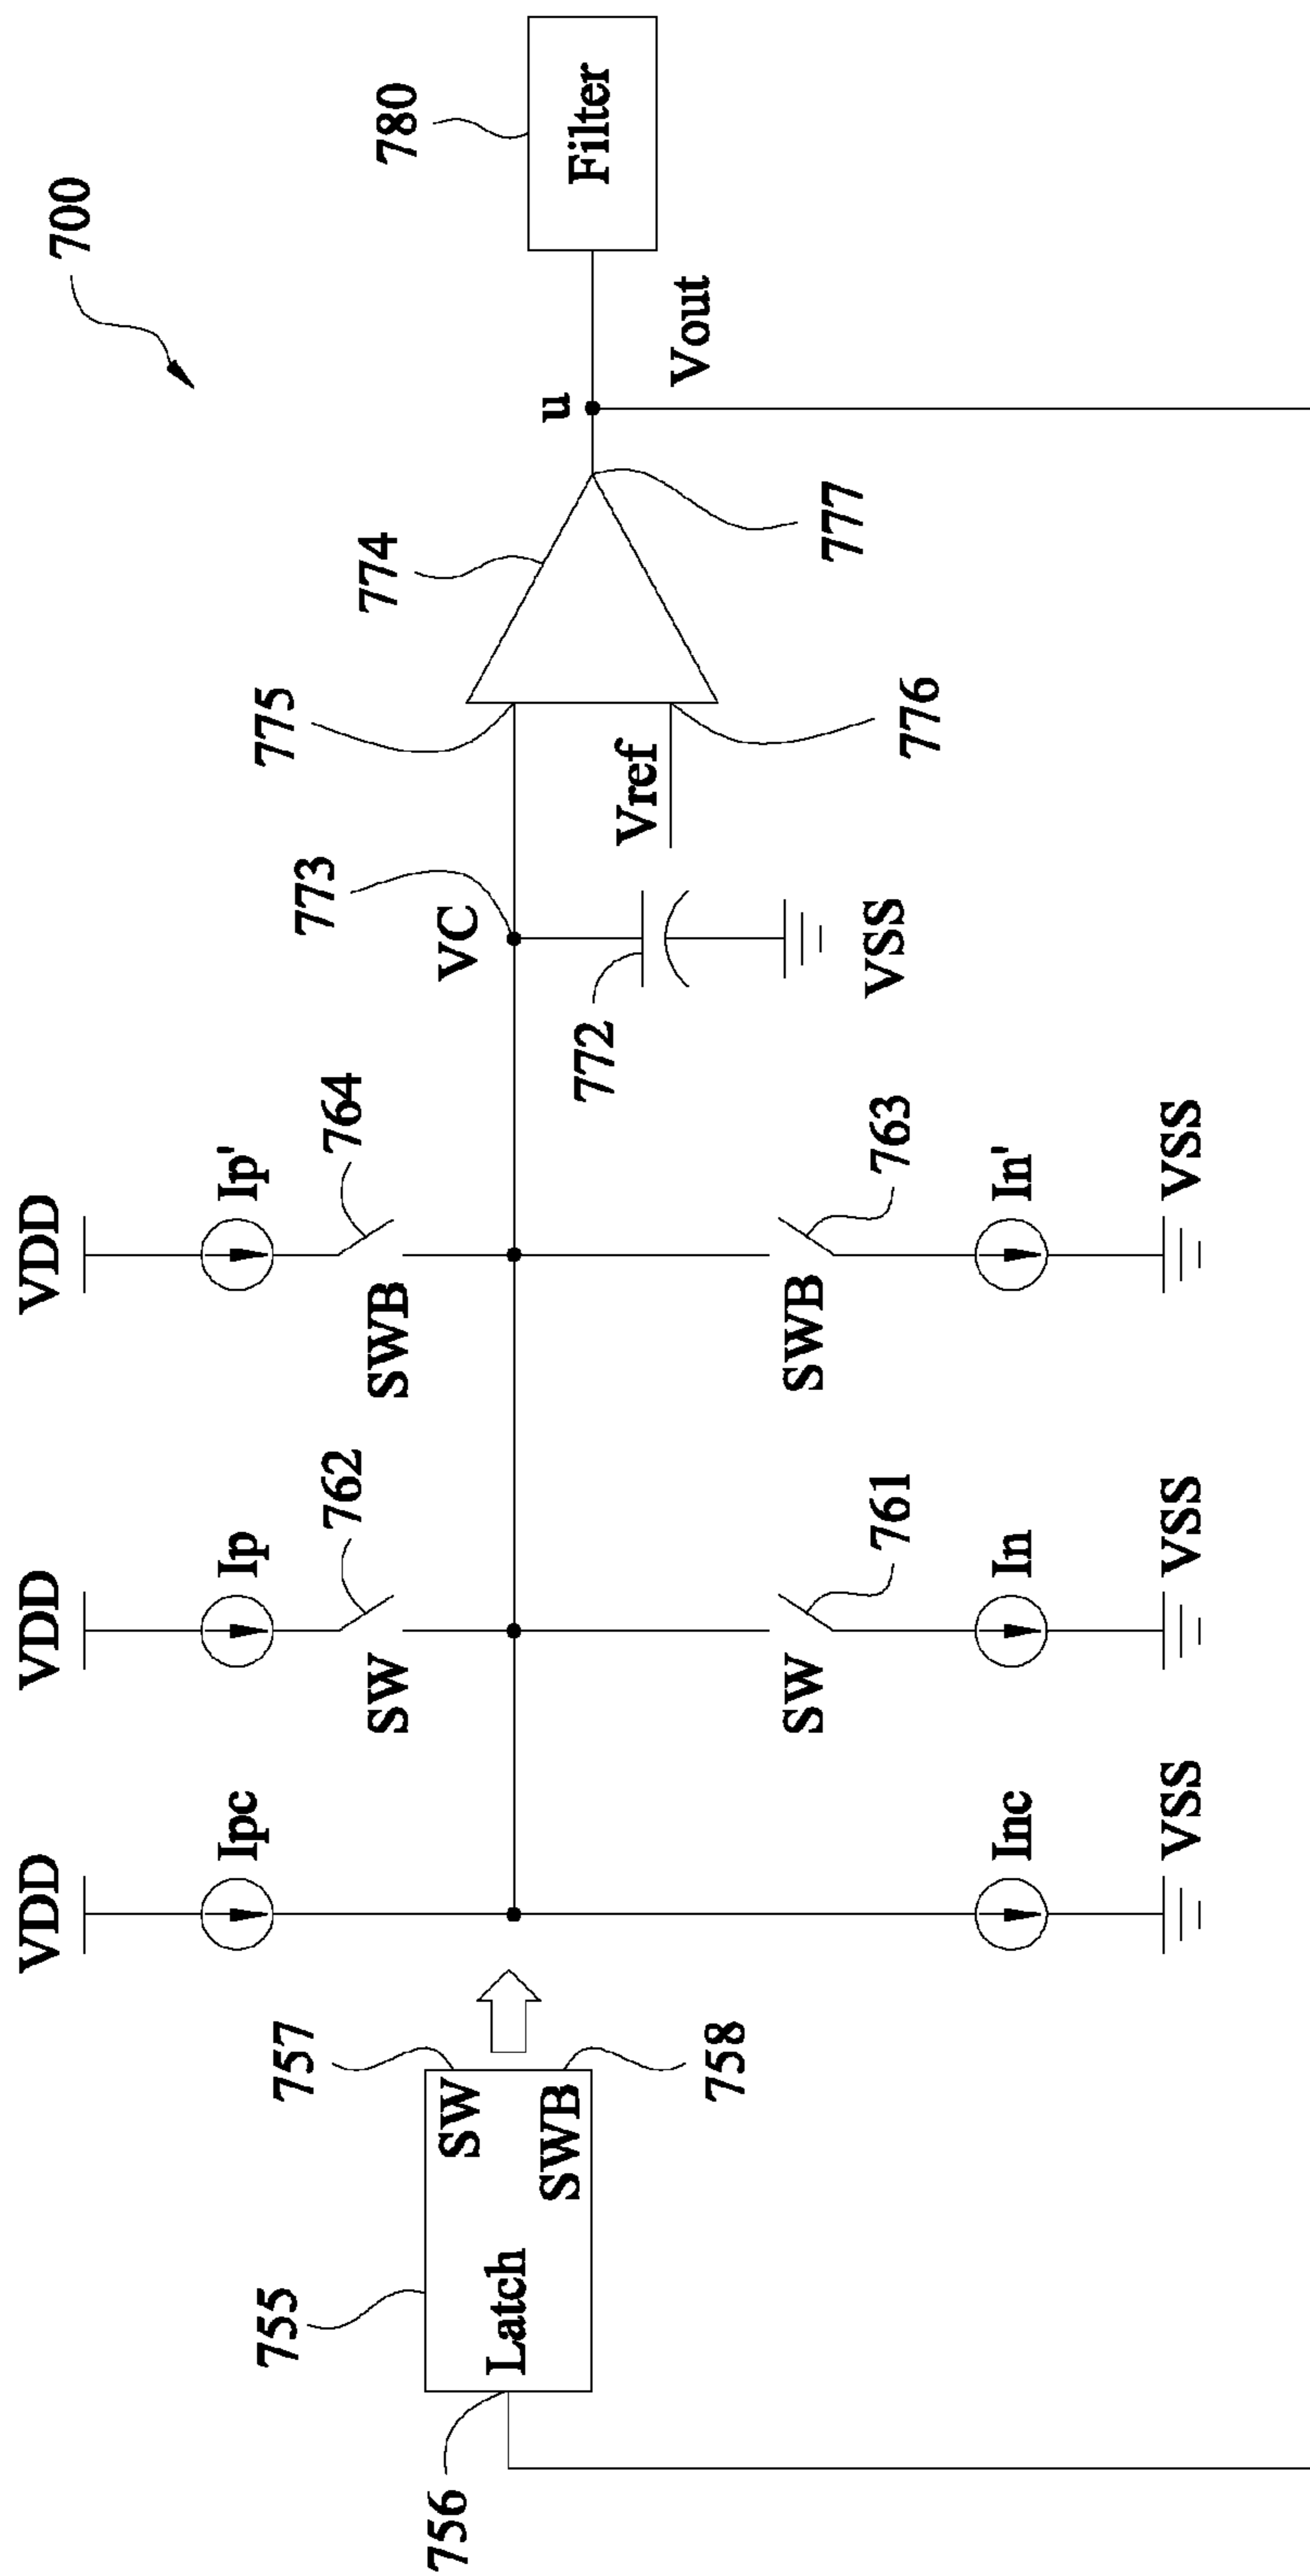 700
VDD
VDD
VDD
Ipc
Ip
Ip'
762
764
SW
SWB
755
756
Latch
SW
SWB
757
758
773
VC
772
VSS
775
774
Vref
776
777
u
Vout
780
Filter
SW
761
SWB
763
Inc
In
In'
VSS
VSS
VSS